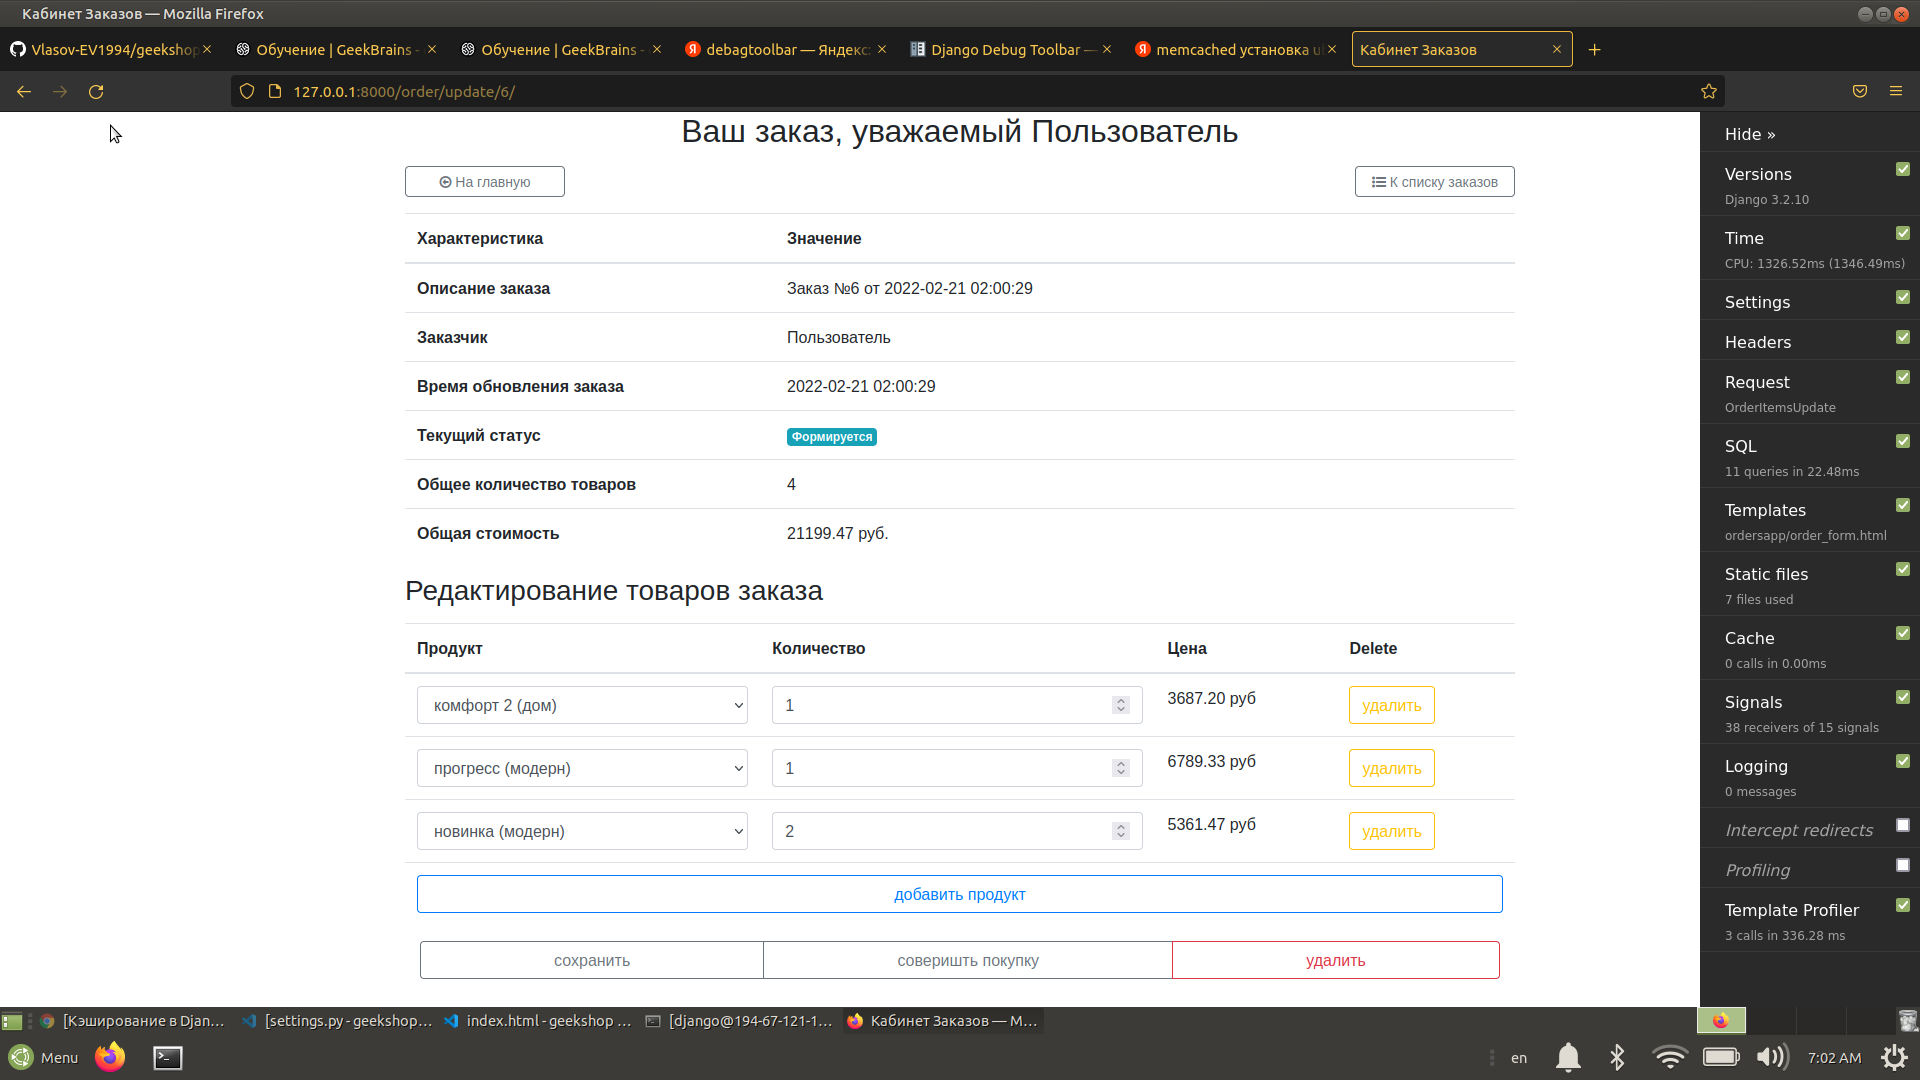 Кабинет Заказов — Mozilla Firefox
Vlasov-EV1994/geekshop
Обучение | GeekBrains -
Обучение | GeekBrains -
debagtoolbar — Яндекс:
Django Debug Toolbar —
memcached установка ul
Кабинет Заказов
127.0.0.1:8000/order/update/6/
Ваш заказ, уважаемый Пользователь
На главную
К списку заказов
Характеристика Значение
Описание заказа Заказ №6 от 2022-02-21 02:00:29
Заказчик Пользователь
Время обновления заказа 2022-02-21 02:00:29
Текущий статус Формируется
Общее количество товаров 4
Общая стоимость 21199.47 руб.
Редактирование товаров заказа
Продукт Количество Цена Delete
комфорт 2 (дом) 1 3687.20 руб удалить
прогресс (модерн) 1 6789.33 руб удалить
новинка (модерн) 2 5361.47 руб удалить
добавить продукт
сохранить соверишть покупку удалить
Hide »
Versions
Django 3.2.10
Time
CPU: 1326.52ms (1346.49ms)
Settings
Headers
Request
OrderItemsUpdate
SQL
11 queries in 22.48ms
Templates
ordersapp/order_form.html
Static files
7 files used
Cache
0 calls in 0.00ms
Signals
38 receivers of 15 signals
Logging
0 messages
Intercept redirects
Profiling
Template Profiler
3 calls in 336.28 ms
[Кэширование в Djan...
[settings.py - geekshop...
index.html - geekshop ...
[django@194-67-121-1...
Кабинет Заказов — M...
Menu
en
7:02 AM